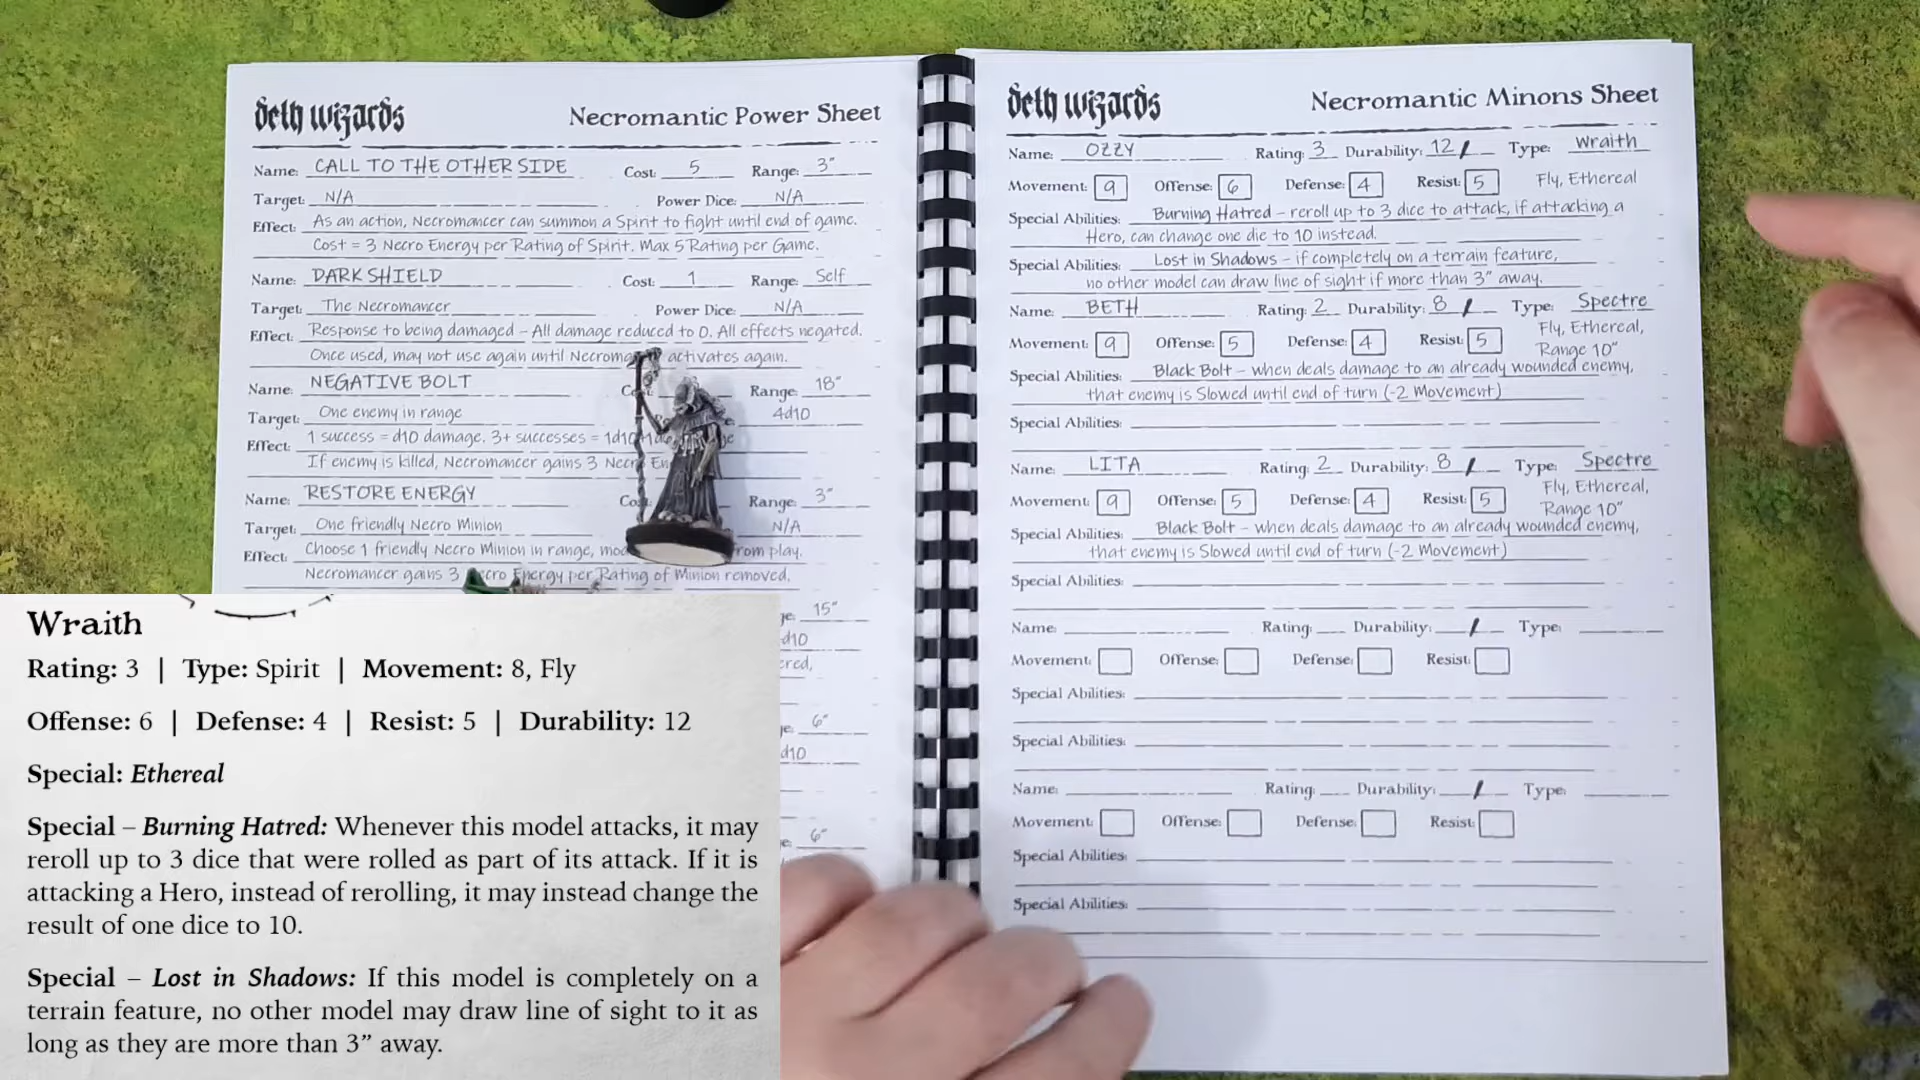 deth wizards
Necromantic Power Sheet
Name: CALL TO THE OTHER SIDE Cost: 5 Range: 3"
Target: N/A Power Dice: N/A
Effect: As an action, Necromancer can summon a Spirit to fight until end of game.
Cost = 3 Necro Energy per Rating of Spirit. Max 5 Rating per Game.
Name: DARK SHIELD Cost: 1 Range: Self
Target: The Necromancer Power Dice: N/A
Effect: Response to being damaged - All damage reduced to 0. All effects negated.
Once used, may not use again until activates again.
Name: NEGATIVE BOLT Range: 18"
Target: One enemy in range 4d10
Effect: 1 success = d10 damage. 3+ successes =
If enemy is killed, Necromancer gains 3
Name: RESTORE ENERGY Range: 3"
Target: One friendly Necro Minion N/A
Effect: Choose 1 friendly Necro Minion in range, play.
Necromancer gains 3 Necro Energy per Rating of Minion removed.
15"
d10
6"
d10
6"
deth wizards
Necromantic Minons Sheet
Name: OZZY Rating: 3 Durability: 12 / Type: Wraith
Movement: 9 Offense: 6 Defense: 4 Resist: 5 Fly, Ethereal
Special Abilities: Burning Hatred - reroll up to 3 dice to attack, if attacking a
Hero, can change one die to 10 instead.
Special Abilities: Lost in Shadows - if completely on a terrain feature,
no other model can draw line of sight if more than 3" away.
Name: BETH Rating: 2 Durability: 8 / Type: Spectre
Movement: 9 Offense: 5 Defense: 4 Resist: 5 Fly, Ethereal,
Range 10"
Special Abilities: Black Bolt - when deals damage to an already wounded enemy,
that enemy is Slowed until end of turn (-2 Movement)
Special Abilities:
Name: LITA Rating: 2 Durability: 8 / Type: Spectre
Movement: 9 Offense: 5 Defense: 4 Resist: 5 Fly, Ethereal,
Range 10"
Special Abilities: Black Bolt - when deals damage to an already wounded enemy,
that enemy is Slowed until end of turn (-2 Movement)
Special Abilities:
Name: Rating: Durability: / Type:
Movement: Offense: Defense: Resist:
Special Abilities:
Special Abilities:
Name: Rating: Durability: / Type:
Movement: Offense: Defense: Resist:
Special Abilities:
Special Abilities:
Wraith
Rating: 3 | Type: Spirit | Movement: 8, Fly
Offense: 6 | Defense: 4 | Resist: 5 | Durability: 12
Special: Ethereal
Special – Burning Hatred: Whenever this model attacks, it may
reroll up to 3 dice that were rolled as part of its attack. If it is
attacking a Hero, instead of rerolling, it may instead change the
result of one dice to 10.
Special – Lost in Shadows: If this model is completely on a
terrain feature, no other model may draw line of sight to it as
long as they are more than 3” away.